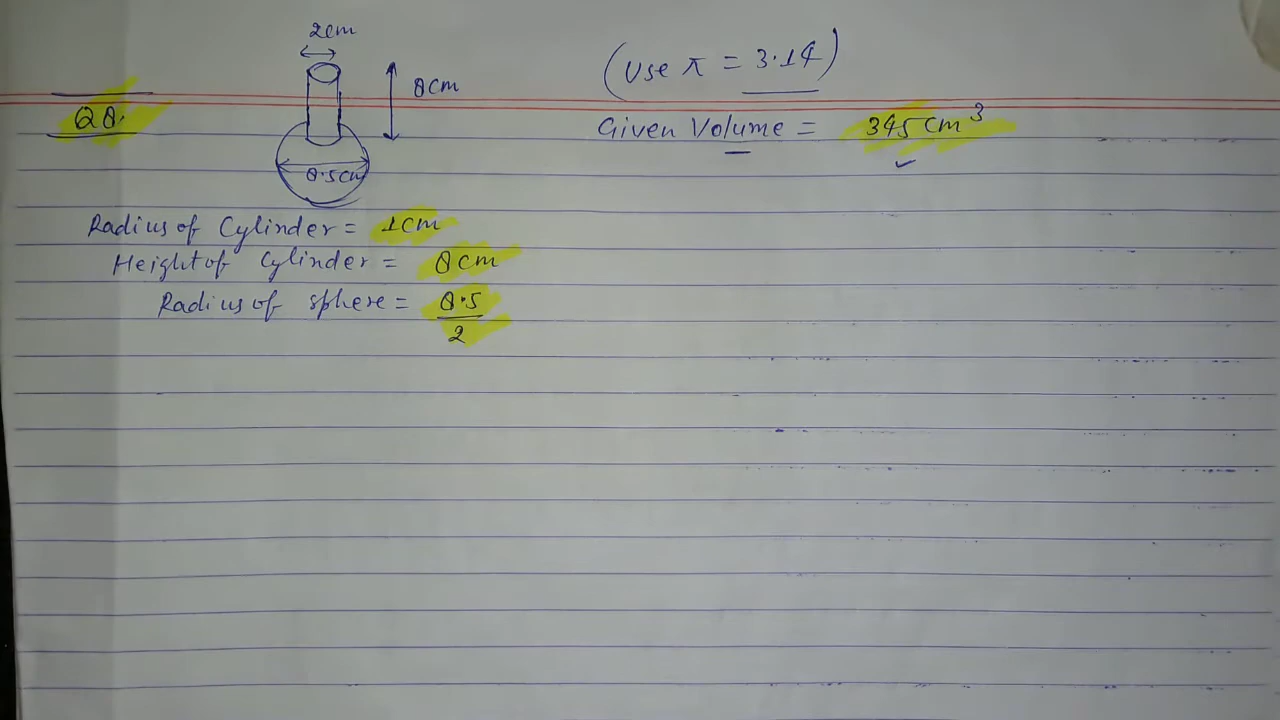 2cm
(Use π = 3.14)
8cm
Q8.
Given Volume = 345 cm³
8.5cm
Radius of Cylinder = 1cm
Height of Cylinder = 8cm
Radius of sphere = 8.5
2